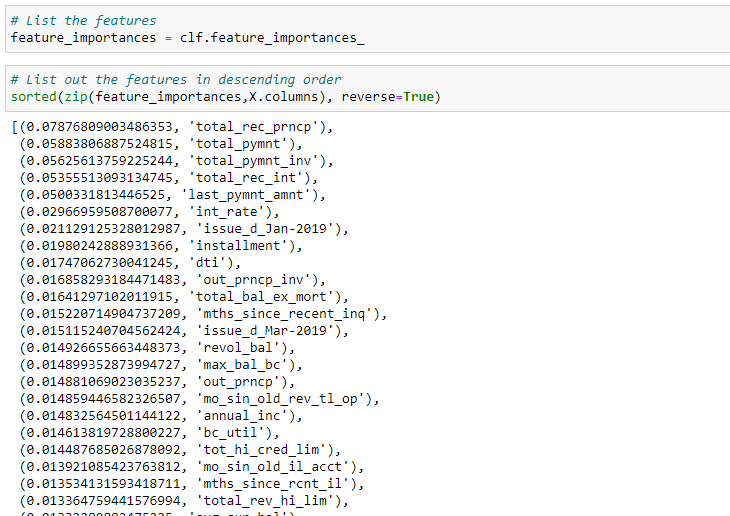 # List the features
feature_importances = clf.feature_importances_
# List out the features in descending order
sorted(zip(feature_importances,X.columns), reverse=True)
[(0.07876809003486353, 'total_rec_prncp'),
(0.05883806887524815, 'total_pymnt'),
(0.05625613759225244, 'total_pymnt_inv'),
(0.05355513093134745, 'total_rec_int'),
(0.0500331813446525, 'last_pymnt_amnt'),
(0.02966959508700077, 'int_rate'),
(0.021129125328012987, 'issue_d_Jan-2019'),
(0.01980242888931366, 'installment'),
(0.01747062730041245, 'dti'),
(0.016858293184471483, 'out_prncp_inv'),
(0.01641297102011915, 'total_bal_ex_mort'),
(0.015220714904737209, 'mths_since_recent_inq'),
(0.015115240704562424, 'issue_d_Mar-2019'),
(0.014926655663448373, 'revol_bal'),
(0.014899352873994727, 'max_bal_bc'),
(0.014881069023035237, 'out_prncp'),
(0.014859446582326507, 'mo_sin_old_rev_tl_op'),
(0.014832564501144122, 'annual_inc'),
(0.014613819728800227, 'bc_util'),
(0.014487685026878092, 'tot_hi_cred_lim'),
(0.013921085423763812, 'mo_sin_old_il_acct'),
(0.013534131593418711, 'mths_since_rcnt_il'),
(0.013364759441576994, 'total_rev_hi_lim'),